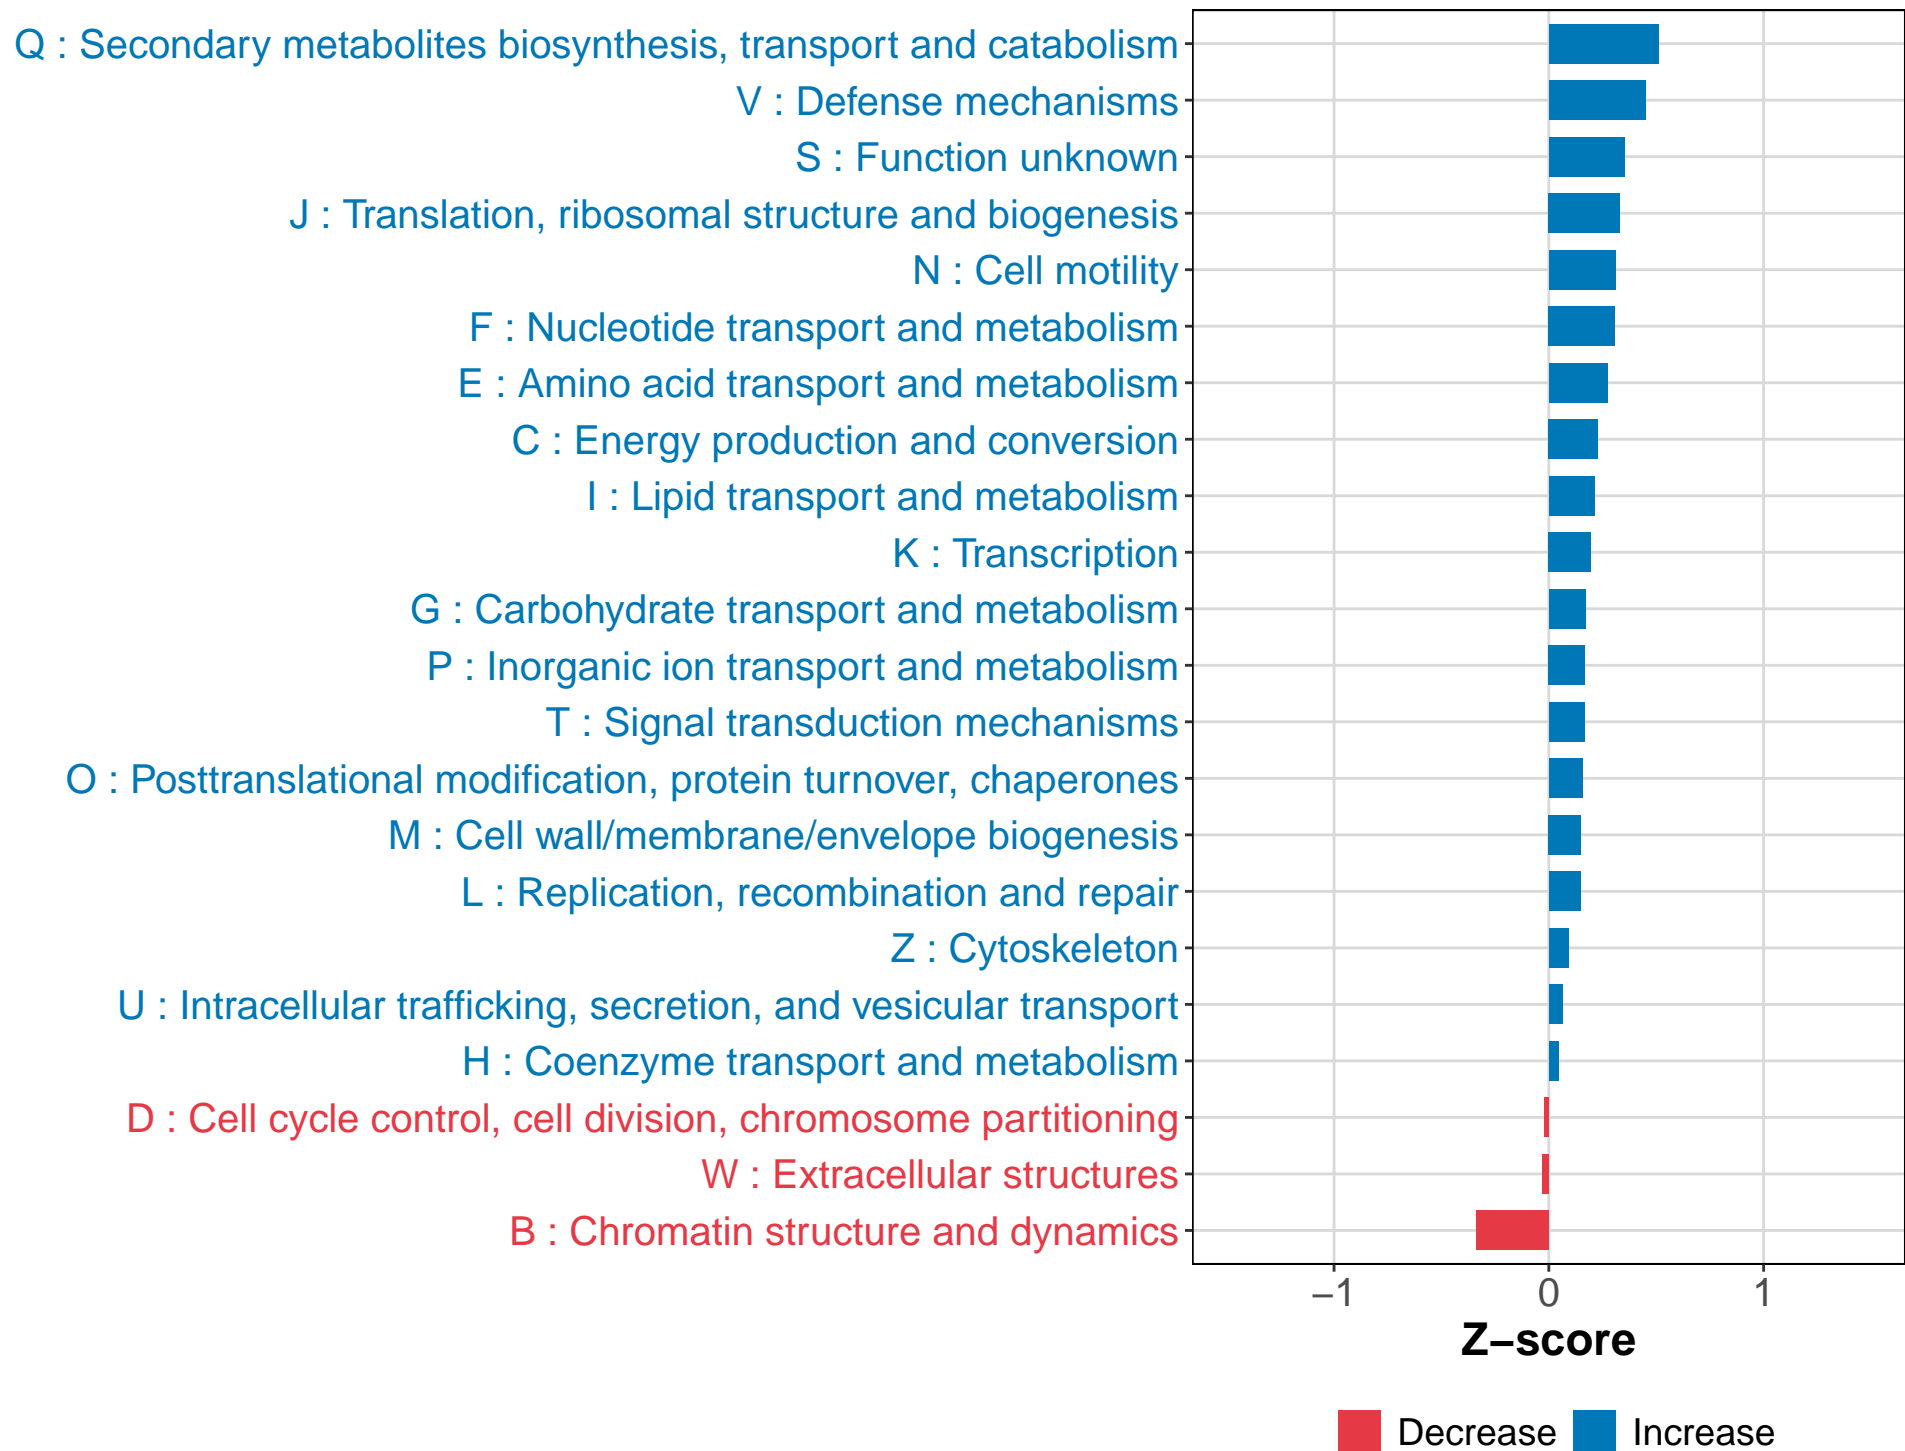 Q : Secondary metabolites biosynthesis, transport and catabolism
V : Defense mechanisms
S : Function unknown
J : Translation, ribosomal structure and biogenesis
N : Cell motility
F : Nucleotide transport and metabolism
E : Amino acid transport and metabolism
C : Energy production and conversion
I : Lipid transport and metabolism
K : Transcription
G : Carbohydrate transport and metabolism
P : Inorganic ion transport and metabolism
T : Signal transduction mechanisms
O : Posttranslational modification, protein turnover, chaperones
M : Cell wall/membrane/envelope biogenesis
L : Replication, recombination and repair
Z : Cytoskeleton
U : Intracellular trafficking, secretion, and vesicular transport
H : Coenzyme transport and metabolism
D : Cell cycle control, cell division, chromosome partitioning
W : Extracellular structures
B : Chromatin structure and dynamics
−1 0 1
Z−score
Decrease Increase